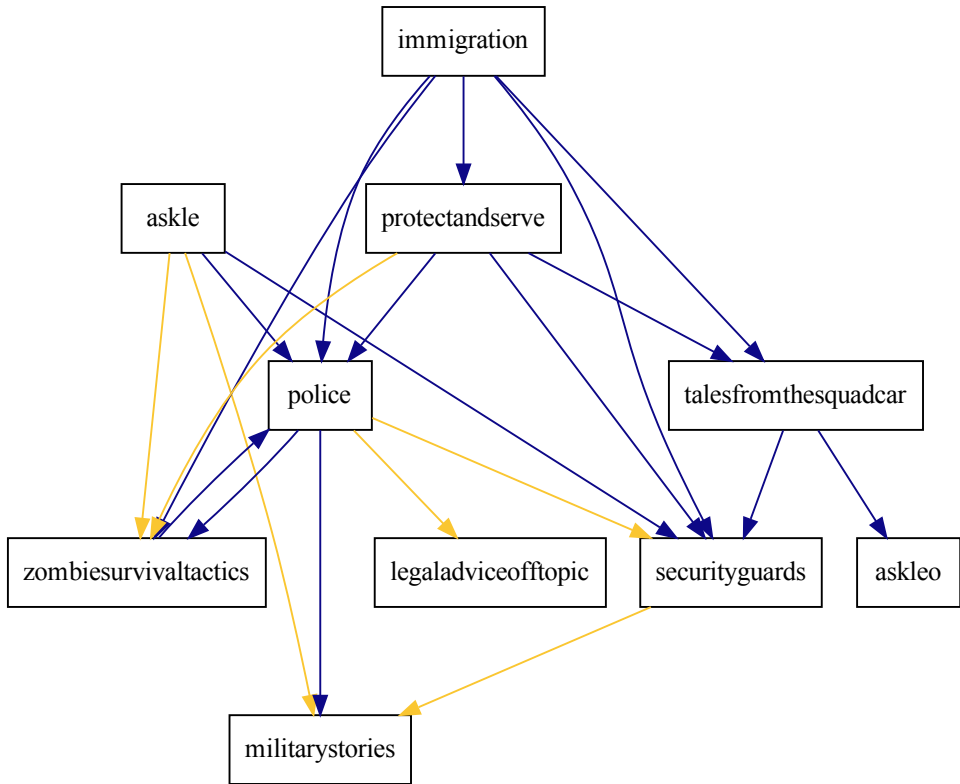 immigration
askle
protectandserve
police
talesfromthesquadcar
zombiesurvivaltactics
legaladviceofftopic
securityguards
askleo
militarystories